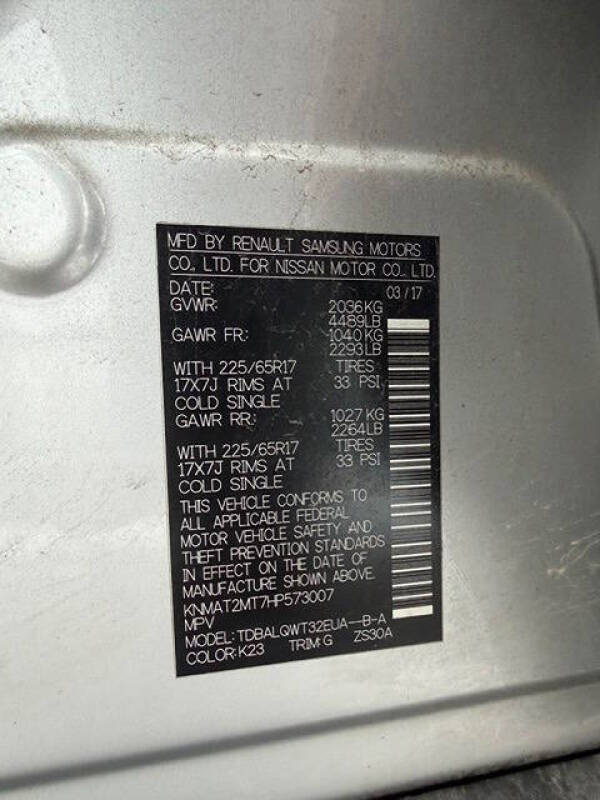 MFD BY RENAULT SAMSUNG MOTORS
CO., LTD. FOR NISSAN MOTOR CO., LTD.
DATE: 03/17
GVWR: 2036KG
4489LB
GAWR FR: 1040KG
2293LB
WITH 225/65R17 TIRES
17X7J RIMS AT 33 PSI
COLD SINGLE
GAWR RR: 1027 KG
2264LB
WITH 225/65R17 TIRES
17X7J RIMS AT 33 PSI
COLD SINGLE
THIS VEHICLE CONFORMS TO
ALL APPLICABLE FEDERAL
MOTOR VEHICLE SAFETY AND
THEFT PREVENTION STANDARDS
IN EFFECT ON THE DATE OF
MANUFACTURE SHOWN ABOVE.
KNMAT2MT7HP573007
MPV
MODEL: TDBALQWT32EUA--B-A
COLOR: K23 TRIM: G ZS30A